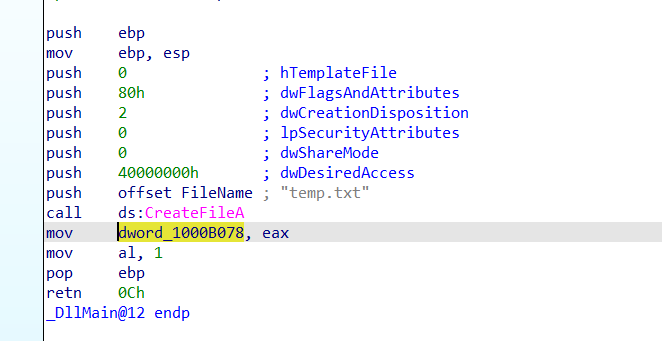 push ebp
mov ebp, esp
push 0 ; hTemplateFile
push 80h ; dwFlagsAndAttributes
push 2 ; dwCreationDisposition
push 0 ; lpSecurityAttributes
push 0 ; dwShareMode
push 40000000h ; dwDesiredAccess
push offset FileName ; "temp.txt"
call ds:CreateFileA
mov dword_1000B078, eax
mov al, 1
pop ebp
retn 0Ch
_DllMain@12 endp